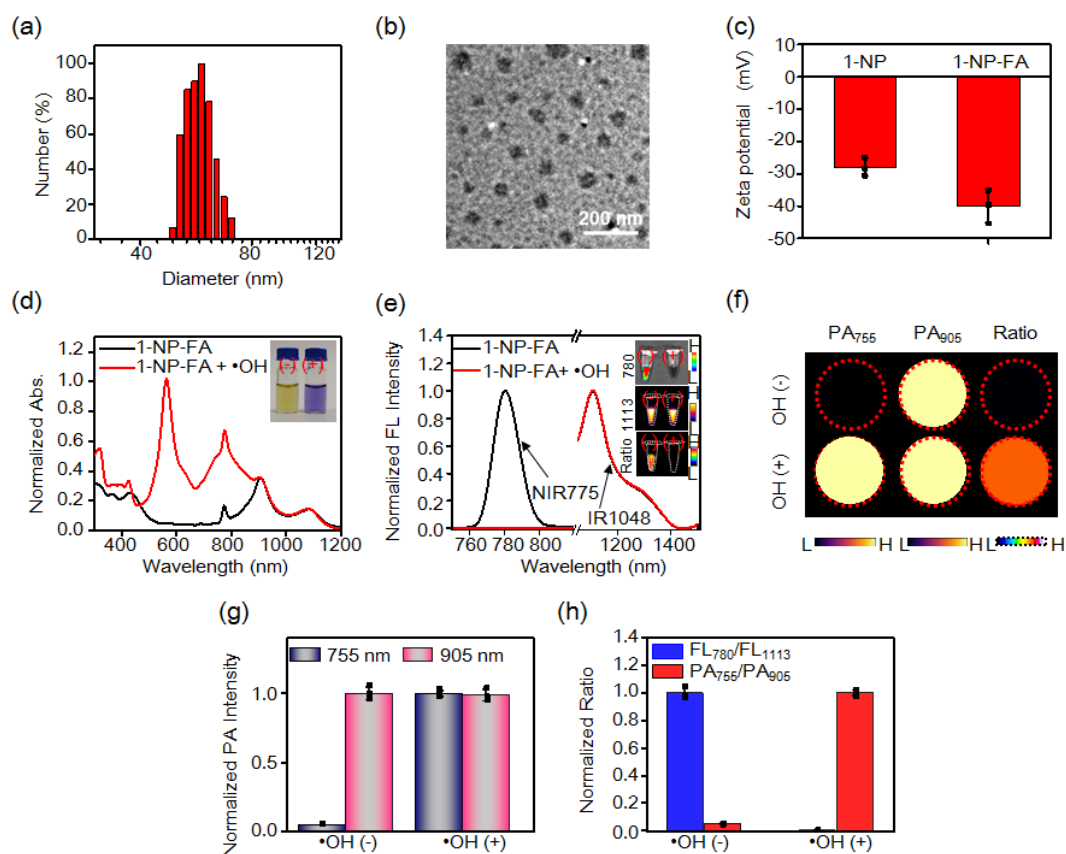 (a)
100
80
60
40
20
0
Number (%)
40
80
120
Diameter (nm)
(b)
200 nm
(c)
10
0
-10
-20
-30
-40
-50
Zeta potential (mV)
1-NP
1-NP-FA
(d)
1.2
1.0
0.8
0.6
0.4
0.2
0.0
Normalized Abs.
1-NP-FA
1-NP-FA + •OH
(-)
(+)
400
600
800
1000
1200
Wavelength (nm)
(e)
1.4
1.2
1.0
0.8
0.6
0.4
0.2
0.0
Normalized FL Intensity
1-NP-FA
1-NP-FA+ •OH
780
1113
Ratio
H
L
NIR775
IR1048
760
780
800
1200
1500
Wavelength (nm)
(f)
PA755
PA905
Ratio
OH (-)
OH (+)
L
H
L
H
L
H
(g)
1.0
0.5
0.0
Normalized PA Intensity
755 nm
905 nm
•OH (-)
•OH (+)
(h)
1.4
1.2
1.0
0.8
0.6
0.4
0.2
0.0
Normalized Ratio
FL780/FL1113
PA755/PA905
•OH (-)
•OH (+)